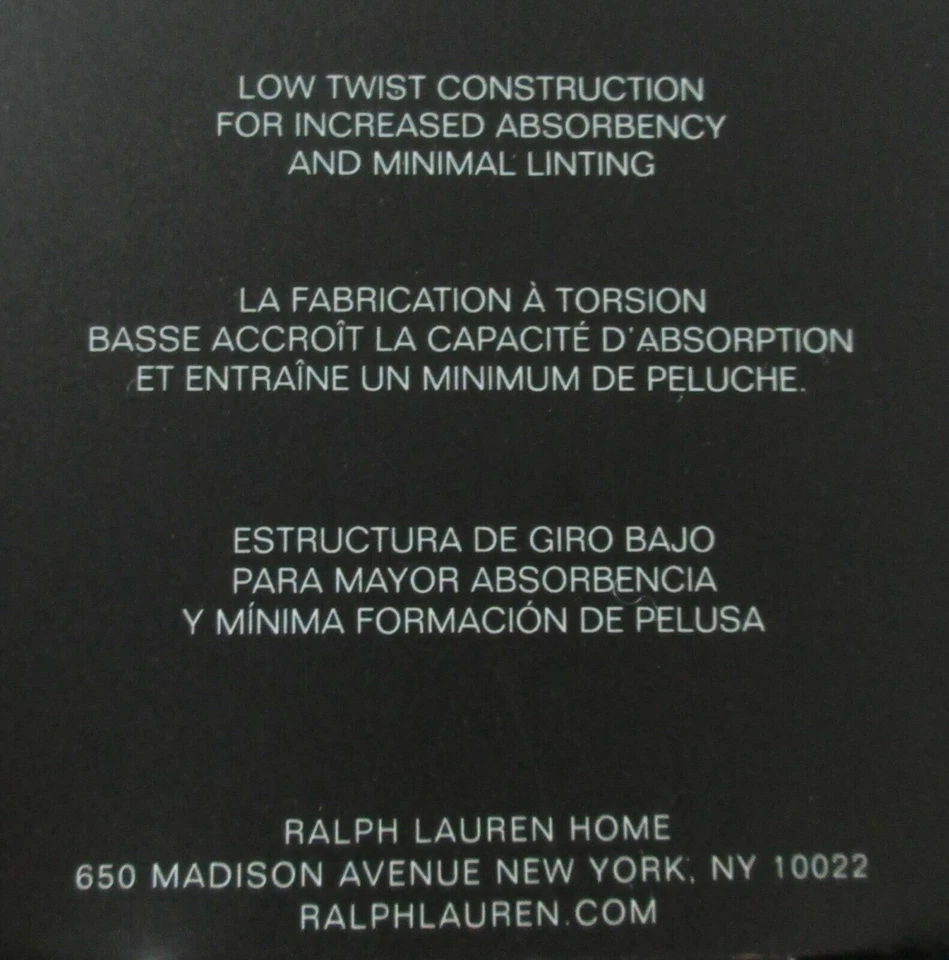 LOW TWIST CONSTRUCTION
FOR INCREASED ABSORBENCY
AND MINIMAL LINTING
LA FABRICATION À TORSION
BASSE ACCROÎT LA CAPACITÉ D'ABSORPTION
ET ENTRAÎNE UN MINIMUM DE PELUCHE.
ESTRUCTURA DE GIRO BAJO
PARA MAYOR ABSORBENCIA
Y MÍNIMA FORMACIÓN DE PELUSA
RALPH LAUREN HOME
650 MADISON AVENUE NEW YORK, NY 10022
RALPHLAUREN.COM